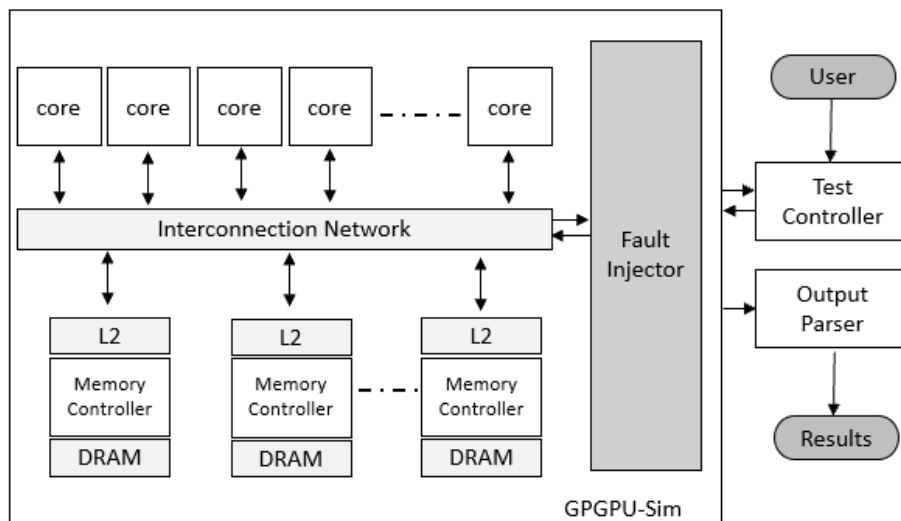 core
core
core
core
core
Interconnection Network
L2
Memory
Controller
DRAM
L2
Memory
Controller
DRAM
L2
Memory
Controller
DRAM
Fault
Injector
GPGPU-Sim
User
Test
Controller
Output
Parser
Results